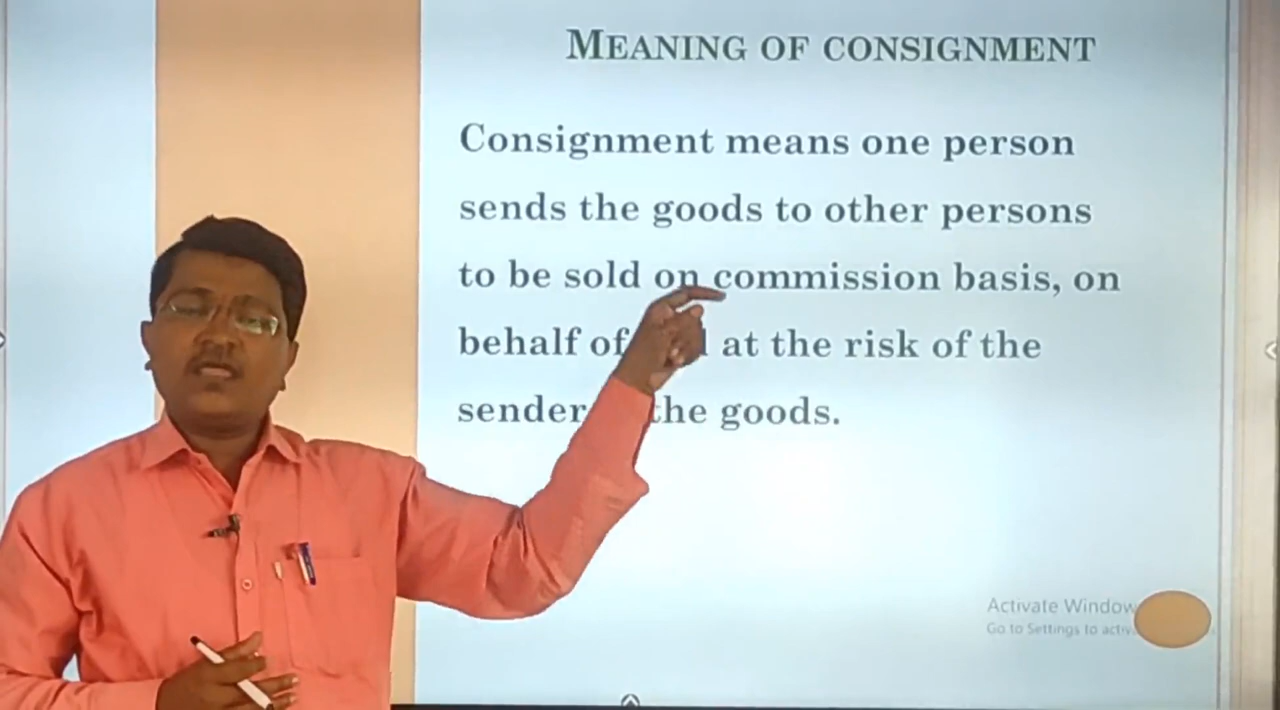 MEANING OF CONSIGNMENT
Consignment means one person
sends the goods to other persons
to be sold on commission basis, on
behalf of at the risk of the
sender the goods.
Activate Window
Go to Settings to activ